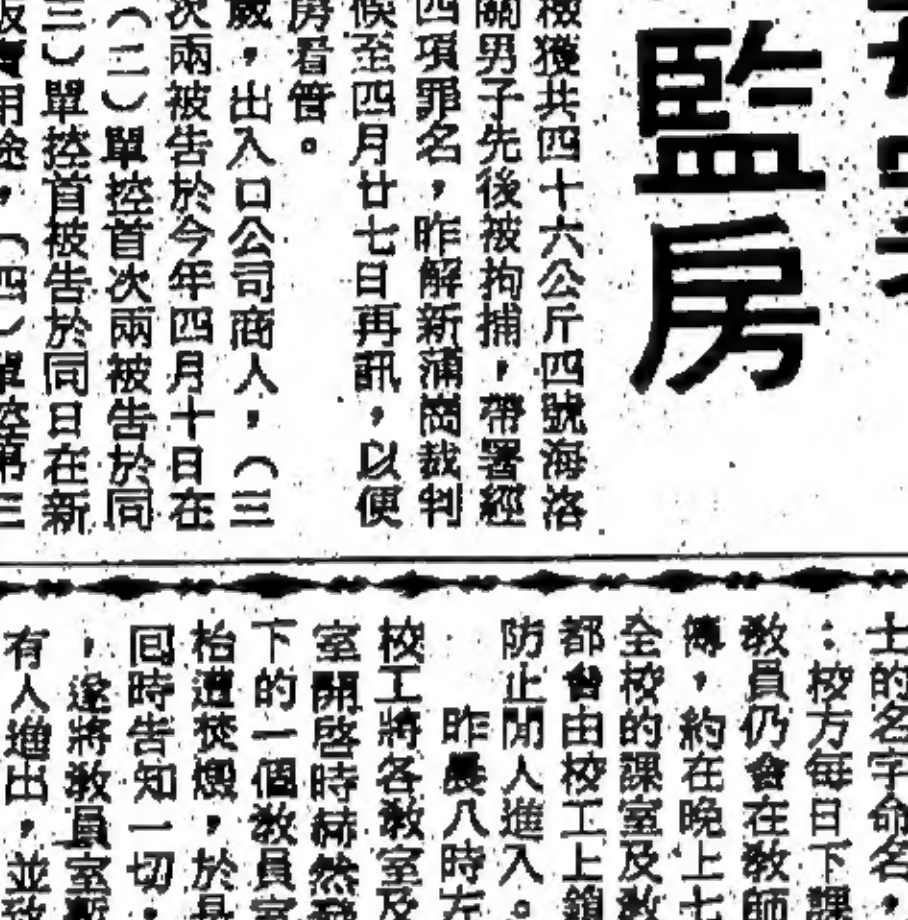 監房
檢獲共四十六公斤四號海洛
關男子先後被拘捕，帶署經
四項罪名，昨解新蒲崗裁判
候至四月廿七日再訊，以便
房看管。
歲，出入口公司商人，（三
次兩被告於今年四月十日在
（二）單控首次兩被告於同
三）單控首被告於同日在新
販賣用途，（四）單控第三
士的名字命名，
：校方每日下課
教員仍會在教師
，約在晚上七
全校的課室及教
都會由校工上鎖
防止閒人進入。
昨晨八時左
校工將各教室及
室開啓時赫然發
下的一個教員室
枱遭焚燬，於是
囘時告知一切，
，遂將教員室暫
有人進出，並致